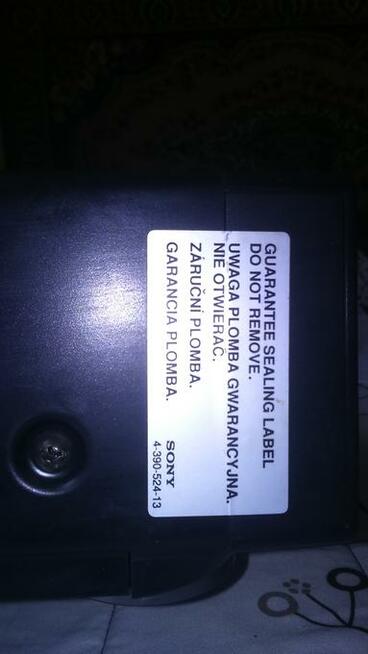 GUARANTEE SEALING LABEL
DO NOT REMOVE.
UWAGA PLOMBA GWARANCYJNA.
NIE OTWIERAC.
ZÁRUČNÍ PLOMBA.
GARANCIA PLOMBA.
SONY
4-390-524-13